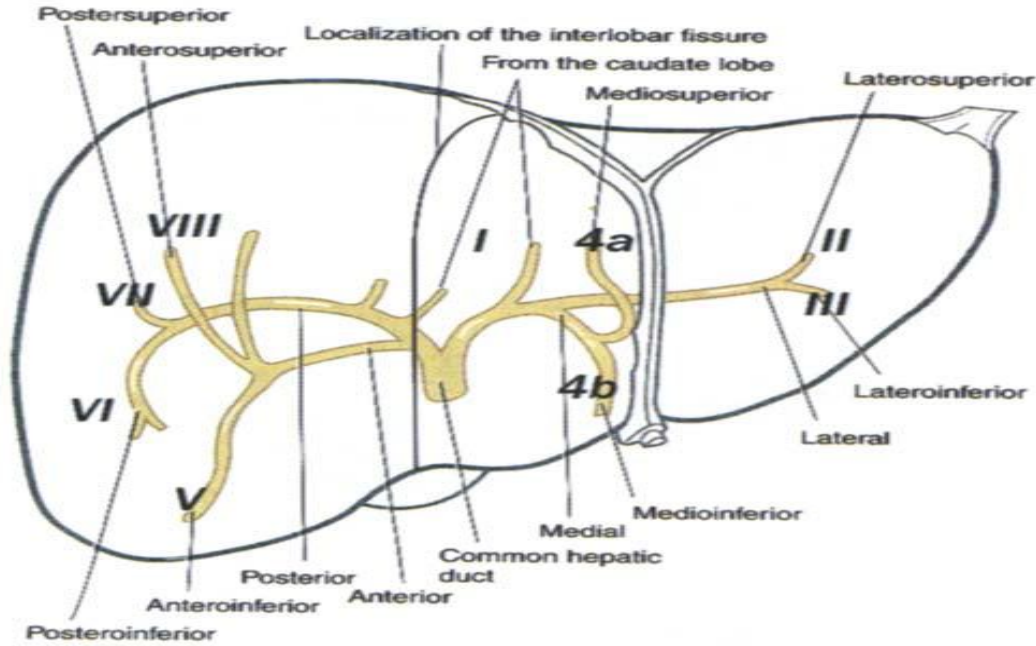 Postersuperior
Anterosuperior
Localization of the interlobar fissure
From the caudate lobe
Mediosuperior
Laterosuperior
VIII
I
4a
II
VII
III
VI
4b
Lateroinferior
Lateral
V
Medioinferior
Medial
Common hepatic
duct
Posterior
Anterior
Anteroinferior
Posteroinferior